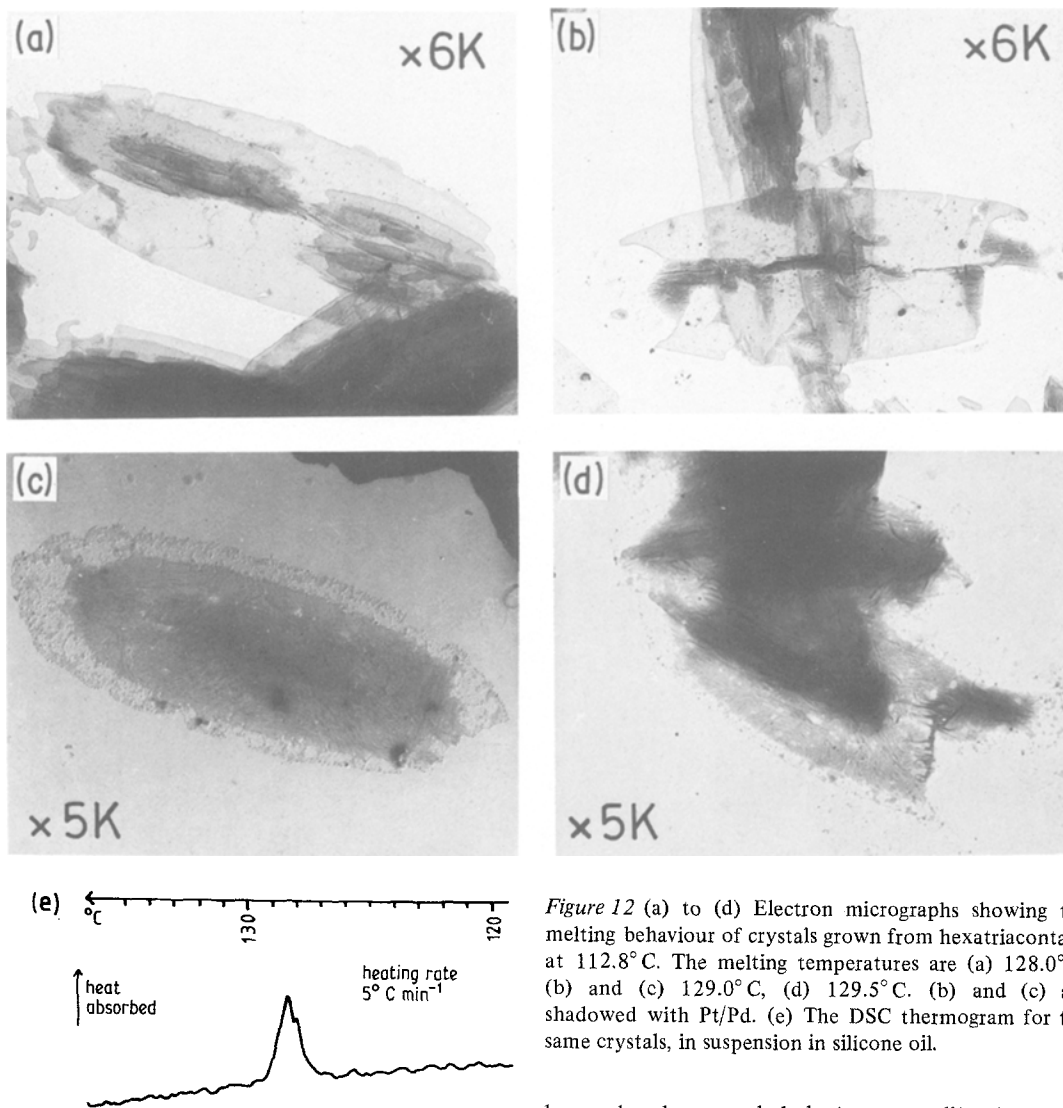 (a)
×6K
(b)
×6K
(c)
×5K
(d)
×5K
(e)
°C
130
120
heat
absorbed
heating rate
5° C min⁻¹
Figure 12 (a) to (d) Electron micrographs showing
melting behaviour of crystals grown from
at 112.8° C. The melting temperatures are (a) 128.0°
(b) and (c) 129.0° C, (d) 129.5° C. (b) and (c)
shadowed with Pt/Pd. (e) The DSC thermogram for
same crystals, in suspension in silicone oil.